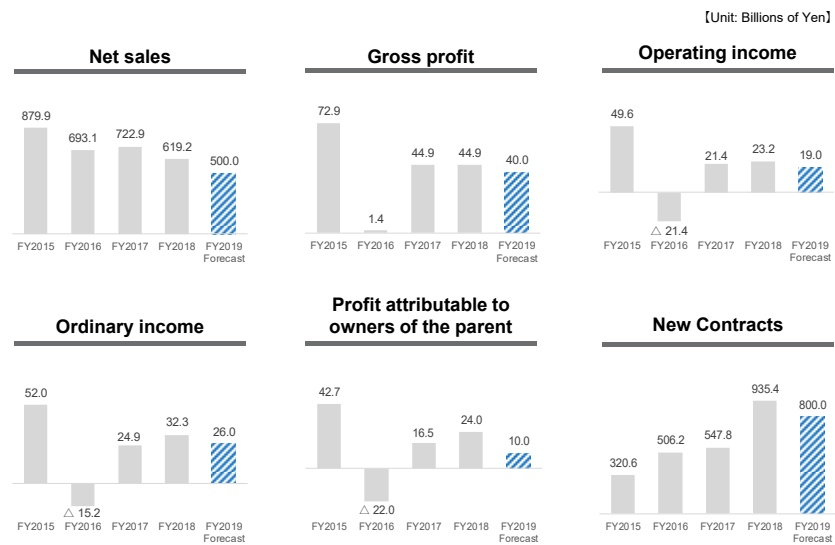 【Unit: Billions of Yen】
Net sales
879.9
693.1
722.9
619.2
500.0
FY2015
FY2016
FY2017
FY2018
FY2019
Forecast
Gross profit
72.9
1.4
44.9
44.9
40.0
FY2015
FY2016
FY2017
FY2018
FY2019
Forecast
Operating income
49.6
△ 21.4
21.4
23.2
19.0
FY2015
FY2016
FY2017
FY2018
FY2019
Forecast
Ordinary income
52.0
△ 15.2
24.9
32.3
26.0
FY2015
FY2016
FY2017
FY2018
FY2019
Forecast
Profit attributable to
owners of the parent
42.7
△ 22.0
16.5
24.0
10.0
FY2015
FY2016
FY2017
FY2018
FY2019
Forecast
New Contracts
320.6
506.2
547.8
935.4
800.0
FY2015
FY2016
FY2017
FY2018
FY2019
Forecast